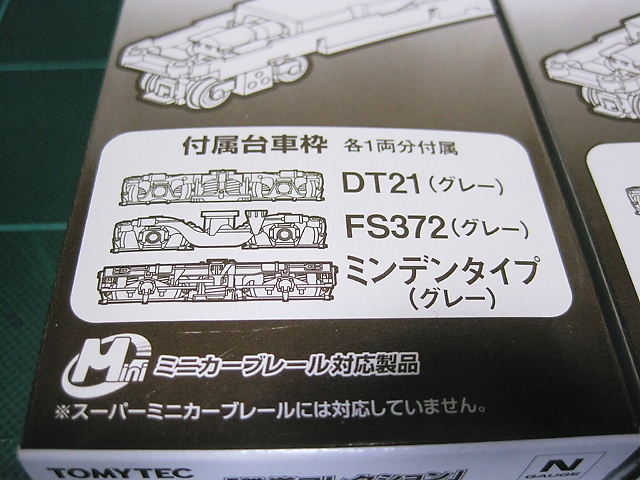 付属台車枠 各1両分付属
DT21(グレー)
FS372(グレー)
ミンデンタイプ
(グレー)
Mini ミニカーブレール対応製品
※スーパーミニカーブレールには対応していません。
TOMYTEC
N
GAUGE